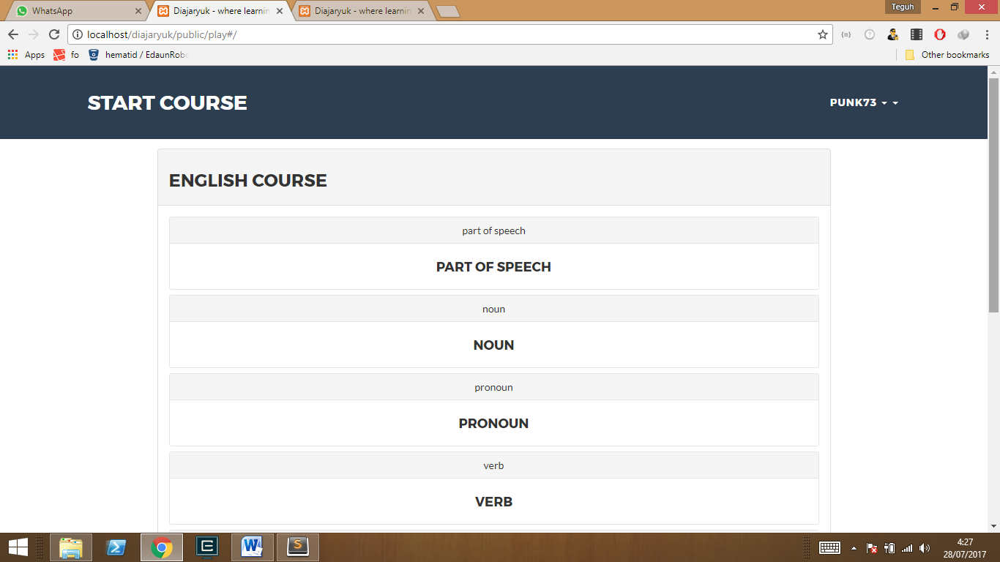 WhatsApp
Diajaryuk - where learnin
Diajaryuk - where learnin
Teguh
localhost/diajaryuk/public/play#/
Apps
fo
hematid / EdaunRob
Other bookmarks
START COURSE
PUNK73
ENGLISH COURSE
part of speech
PART OF SPEECH
noun
NOUN
pronoun
PRONOUN
verb
VERB
4:27
28/07/2017